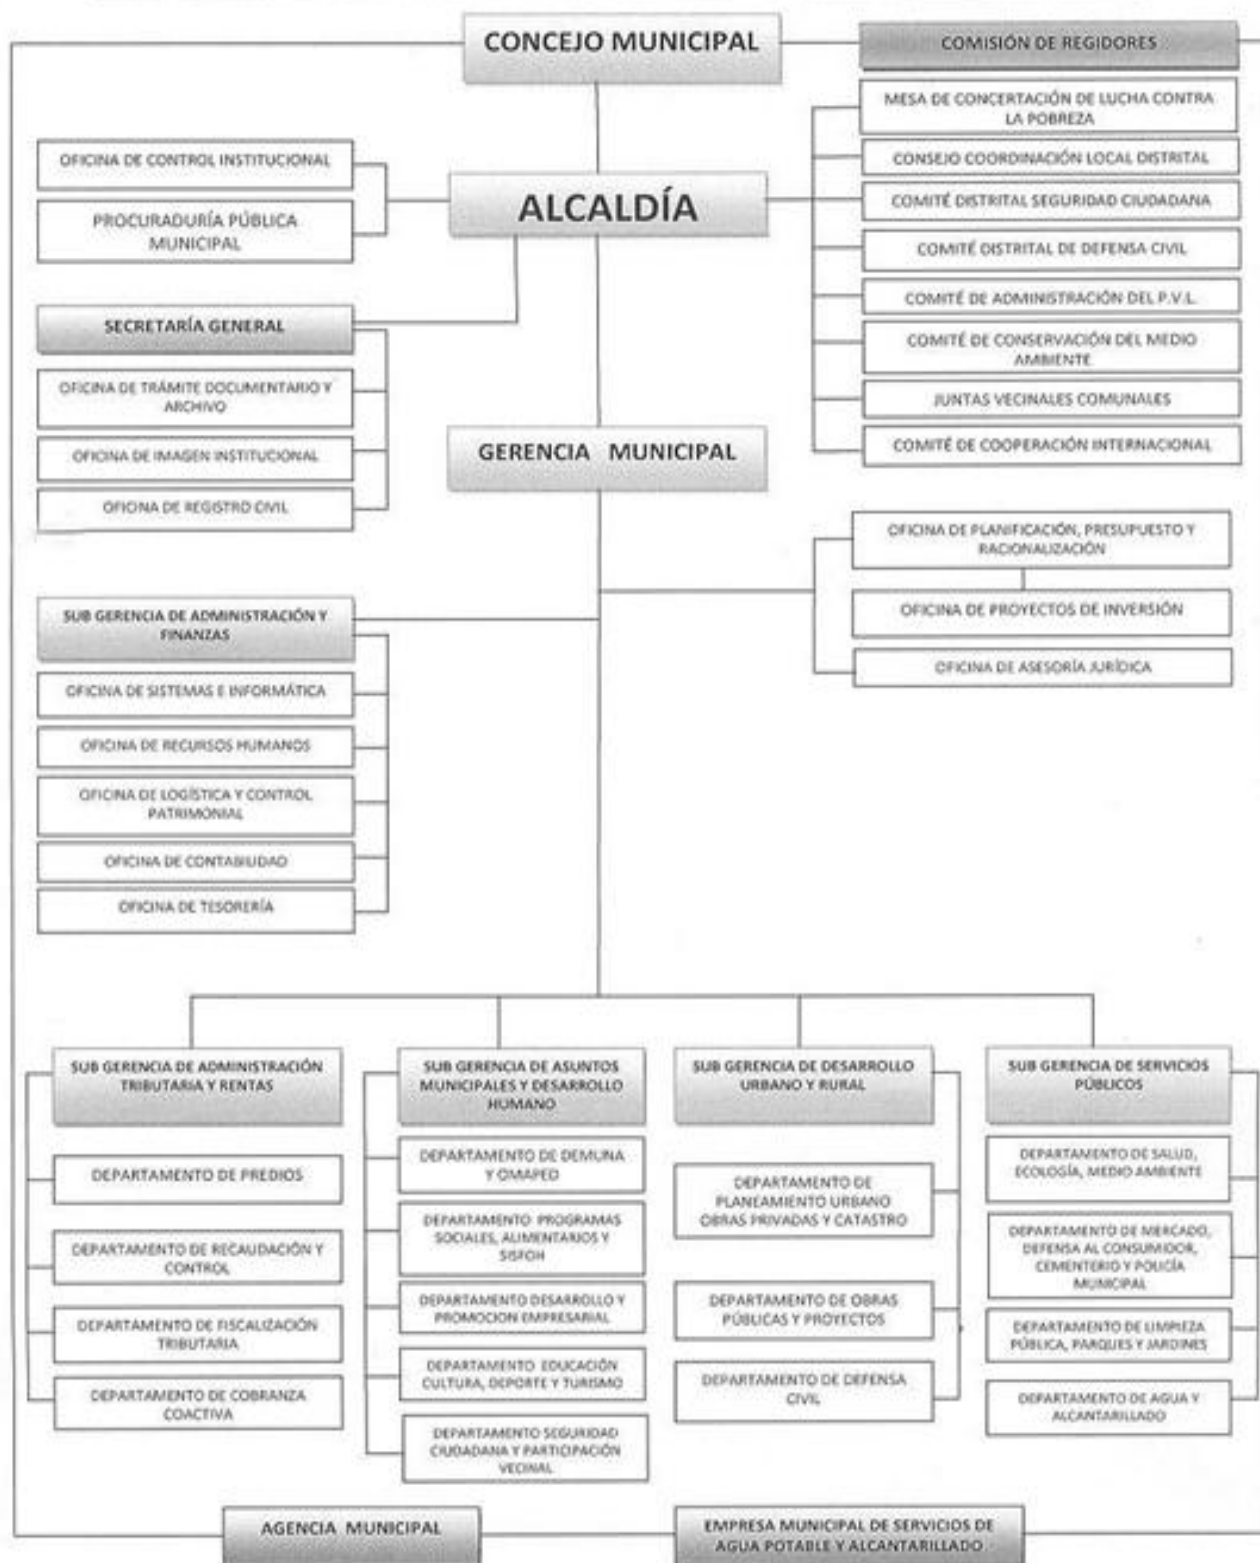 CONCEJO MUNICIPAL
COMISIÓN DE REGIDORES
MESA DE CONCERTACIÓN DE LUCHA CONTRA
LA POBREZA
CONSEJO COORDINACIÓN LOCAL DISTRITAL
COMITÉ DISTRITAL SEGURIDAD CIUDADANA
COMITÉ DISTRITAL DE DEFENSA CIVIL
COMITÉ DE ADMINISTRACIÓN DEL P.V.L.
COMITÉ DE CONSERVACIÓN DEL MEDIO
AMBIENTE
JUNTAS VECINALES COMUNALES
COMITÉ DE COOPERACIÓN INTERNACIONAL
OFICINA DE CONTROL INSTITUCIONAL
PROCURADURÍA PÚBLICA
MUNICIPAL
ALCALDÍA
SECRETARÍA GENERAL
OFICINA DE TRÁMITE DOCUMENTARIO Y
ARCHIVO
OFICINA DE IMAGEN INSTITUCIONAL
OFICINA DE REGISTRO CIVIL
GERENCIA MUNICIPAL
OFICINA DE PLANIFICACIÓN, PRESUPUESTO Y
RACIONALIZACIÓN
OFICINA DE PROYECTOS DE INVERSIÓN
OFICINA DE ASESORÍA JURÍDICA
SUB GERENCIA DE ADMINISTRACIÓN Y
FINANZAS
OFICINA DE SISTEMAS E INFORMÁTICA
OFICINA DE RECURSOS HUMANOS
OFICINA DE LOGÍSTICA Y CONTROL
PATRIMONIAL
OFICINA DE CONTABILIDAD
OFICINA DE TESORERÍA
SUB GERENCIA DE ADMINISTRACIÓN
TRIBUTARIA Y RENTAS
DEPARTAMENTO DE PREDIOS
DEPARTAMENTO DE RECAUDACIÓN Y
CONTROL
DEPARTAMENTO DE FISCALIZACIÓN
TRIBUTARIA
DEPARTAMENTO DE COBRANZA
COACTIVA
SUB GERENCIA DE ASUNTOS
MUNICIPALES Y DESARROLLO
HUMANO
DEPARTAMENTO DE DEMUNA
Y OMAPED
DEPARTAMENTO PROGRAMAS
SOCIALES, ALIMENTARIOS Y
SISFOH
DEPARTAMENTO DESARROLLO Y
PROMOCION EMPRESARIAL
DEPARTAMENTO EDUCACIÓN
CULTURA, DEPORTE Y TURISMO
DEPARTAMENTO SEGURIDAD
CIUDADANA Y PARTICIPACIÓN
VECINAL
SUB GERENCIA DE DESARROLLO
URBANO Y RURAL
DEPARTAMENTO DE
PLANEAMIENTO URBANO
OBRAS PRIVADAS Y CATASTRO
DEPARTAMENTO DE OBRAS
PÚBLICAS Y PROYECTOS
DEPARTAMENTO DE DEFENSA
CIVIL
SUB GERENCIA DE SERVICIOS
PÚBLICOS
DEPARTAMENTO DE SALUD,
ECOLOGÍA, MEDIO AMBIENTE
DEPARTAMENTO DE MERCADO,
DEFENSA AL CONSUMIDOR,
CEMENTERIO Y POLICÍA
MUNICIPAL
DEPARTAMENTO DE LIMPIEZA
PÚBLICA, PARQUES Y JARDINES
DEPARTAMENTO DE AGUA Y
ALCANTARILLADO
AGENCIA MUNICIPAL
EMPRESA MUNICIPAL DE SERVICIOS DE
AGUA POTABLE Y ALCANTARILLADO